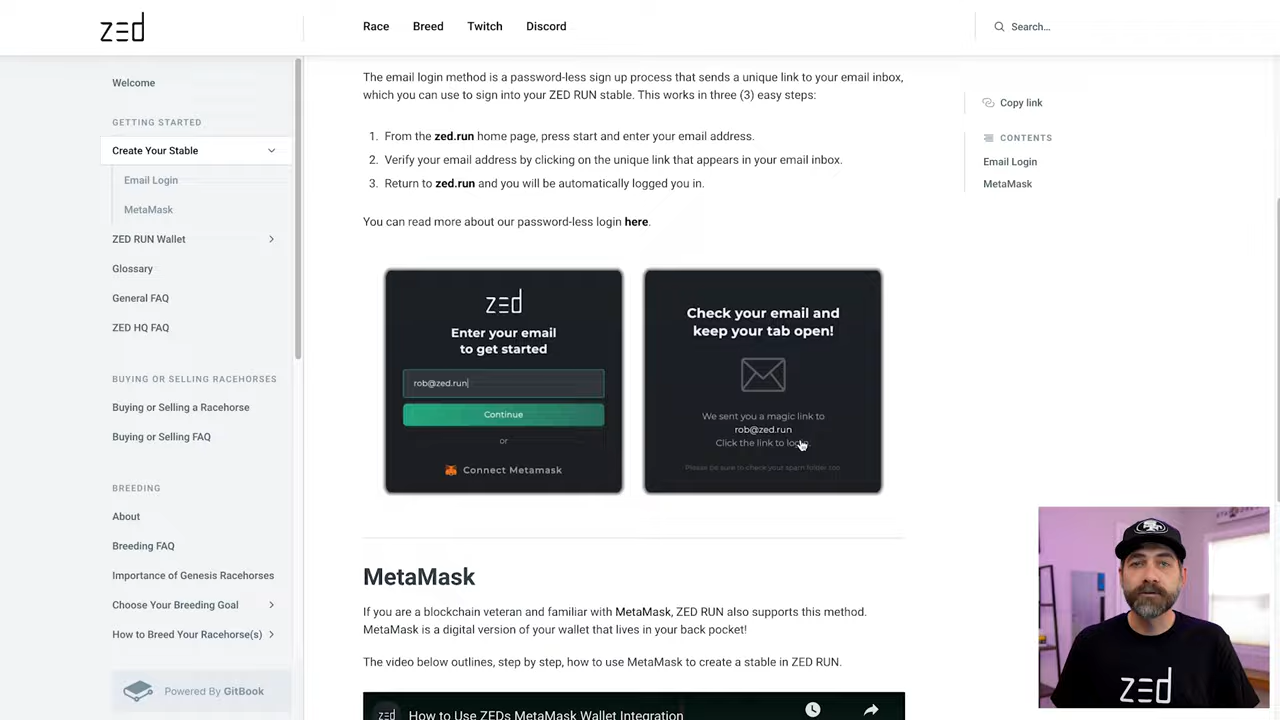 zed
Race
Breed
Twitch
Discord
Search...
Welcome
GETTING STARTED
Create Your Stable
Email Login
MetaMask
ZED RUN Wallet
Glossary
General FAQ
ZED HQ FAQ
BUYING OR SELLING RACEHORSES
Buying or Selling a Racehorse
Buying or Selling FAQ
BREEDING
About
Breeding FAQ
Importance of Genesis Racehorses
Choose Your Breeding Goal
How to Breed Your Racehorse(s)
Powered By GitBook
The email login method is a password-less sign up process that sends a unique link to your email inbox,
which you can use to sign into your ZED RUN stable. This works in three (3) easy steps:
1. From the zed.run home page, press start and enter your email address.
2. Verify your email address by clicking on the unique link that appears in your email inbox.
3. Return to zed.run and you will be automatically logged you in.
You can read more about our password-less login here.
zed
Enter your email
to get started
rob@zed.run
Continue
or
Connect Metamask
Check your email and
keep your tab open!
We sent you a magic link to
rob@zed.run
Click the link to login.
Please be sure to check your spam folder too
MetaMask
If you are a blockchain veteran and familiar with MetaMask, ZED RUN also supports this method.
MetaMask is a digital version of your wallet that lives in your back pocket!
The video below outlines, step by step, how to use MetaMask to create a stable in ZED RUN.
zed
How to Use ZEDs MetaMask Wallet Integration
Copy link
CONTENTS
Email Login
MetaMask
zed